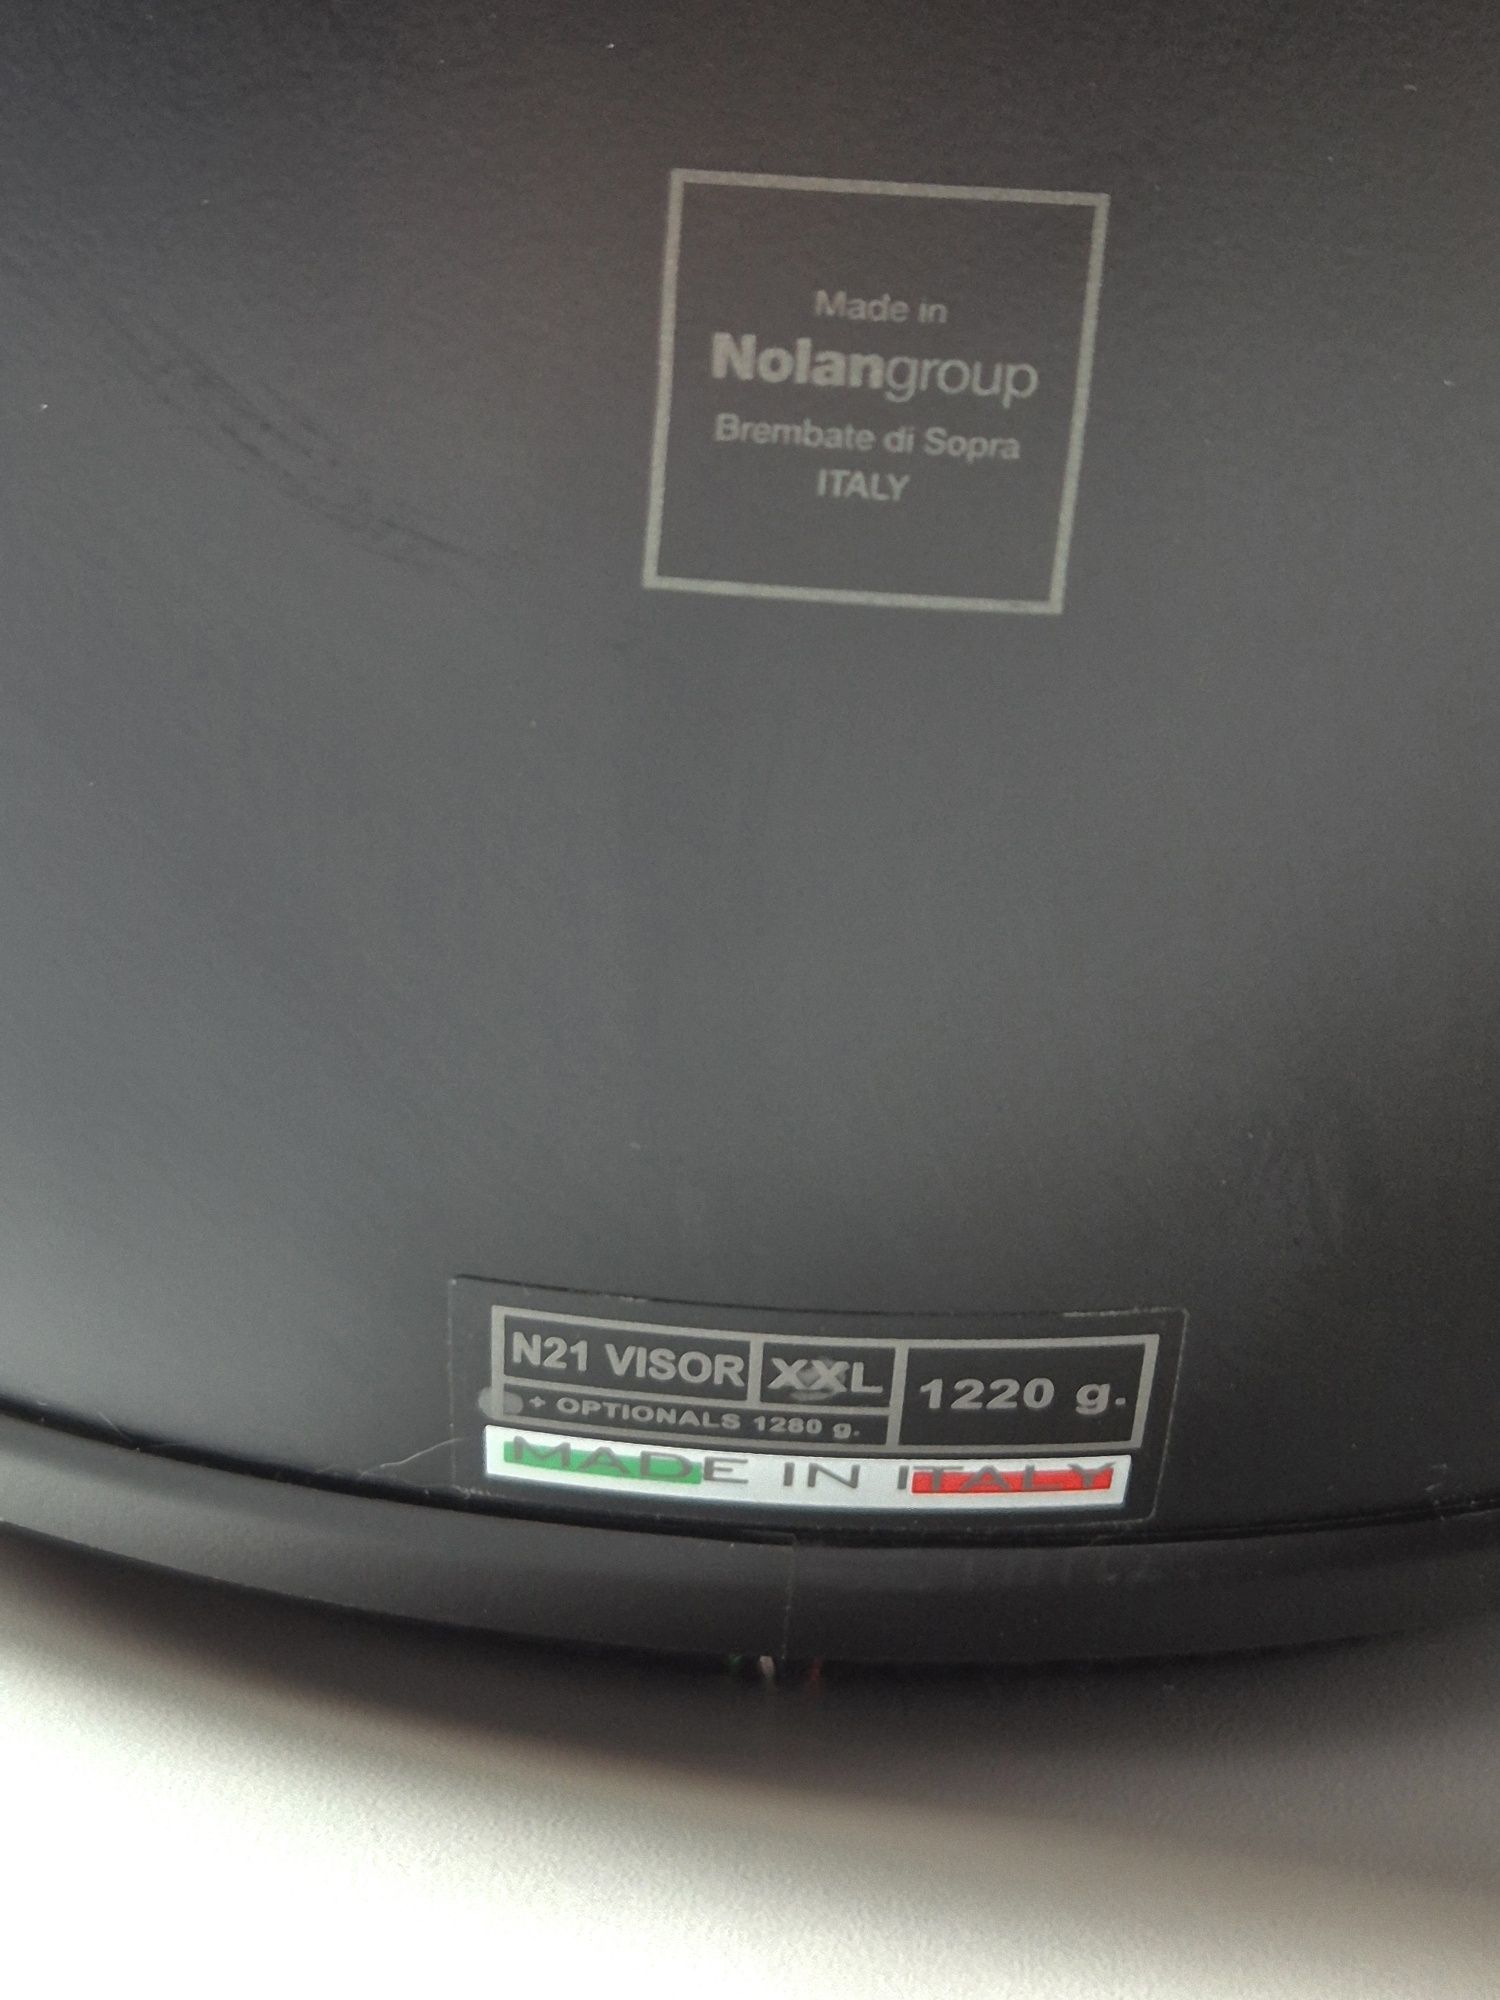 Made in
Nolangroup
Brembate di Sopra
ITALY
N21 VISOR XXL 1220 g.
+ OPTIONALS 1280 g.
MADE IN ITALY